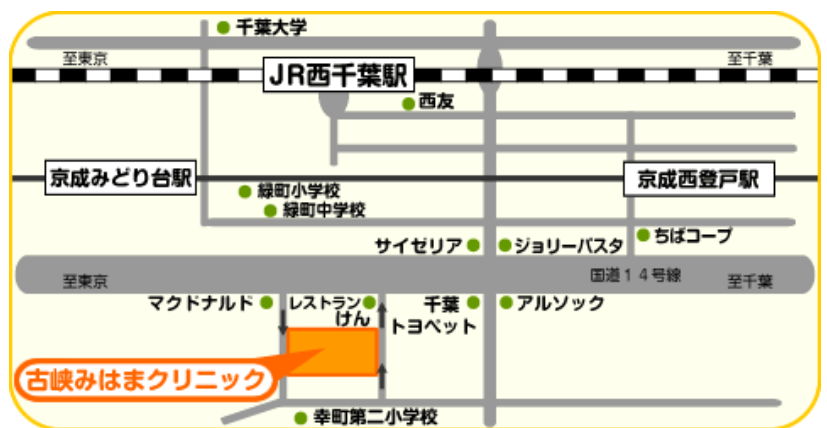 千葉大学
至東京
至千葉
JR西千葉駅
西友
京成みどり台駅
京成西登戸駅
緑町小学校
緑町中学校
サイゼリア
ジョリーパスタ
ちばコープ
国道14号線
至東京
至千葉
マクドナルド
レストラン
けん
千葉
トヨペット
アルソック
古峡みはまクリニック
幸町第二小学校